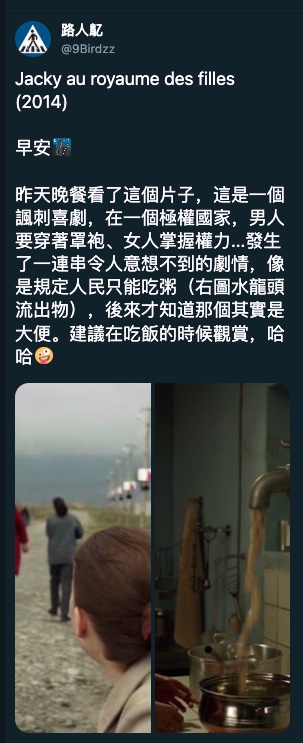 路人髛
@9Birdzz
Jacky au royaume des filles
(2014)
早安
昨天晚餐看了這個片子，這是一個
諷刺喜劇，在一個極權國家，男人
要穿著罩袍、女人掌握權力...發生
了一連串令人意想不到的劇情，像
是規定人民只能吃粥（右圖水龍頭
流出物），後來才知道那個其實是
大便。建議在吃飯的時候觀賞，哈
哈